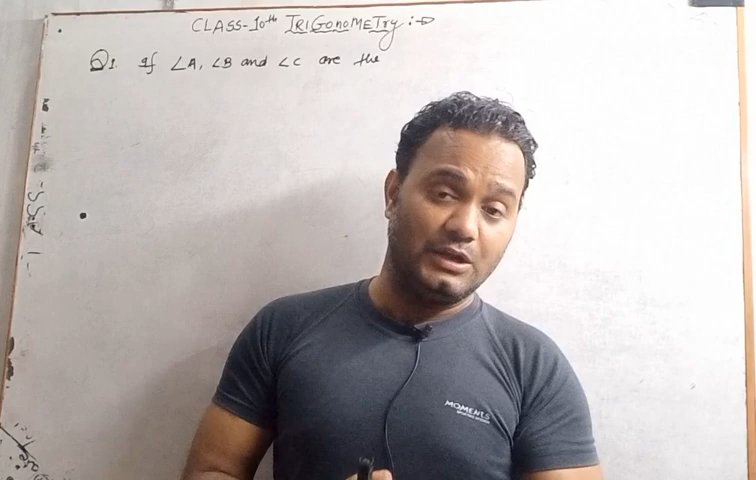 CLASS-10th TRIGonoMETRy :-
Q1. If ∠A, ∠B and ∠C are the
MOMENTS